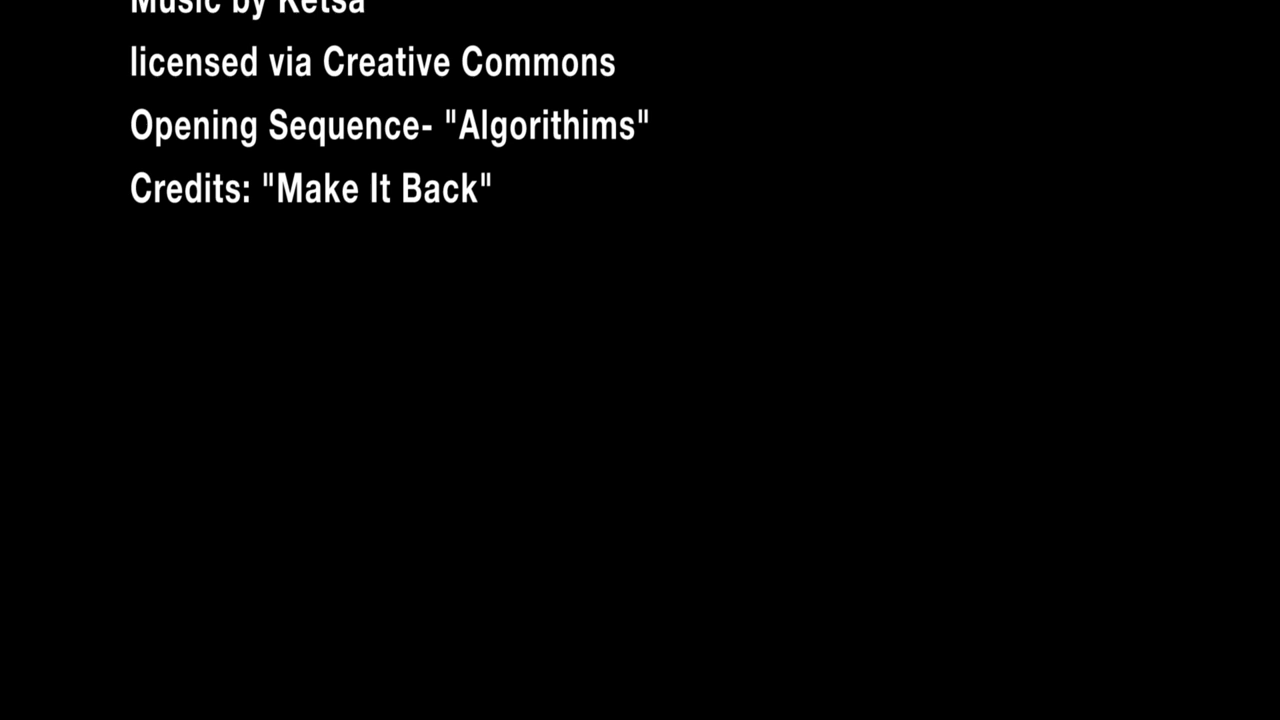 Music by Ketsa
licensed via Creative Commons
Opening Sequence- "Algorithims"
Credits: "Make It Back"